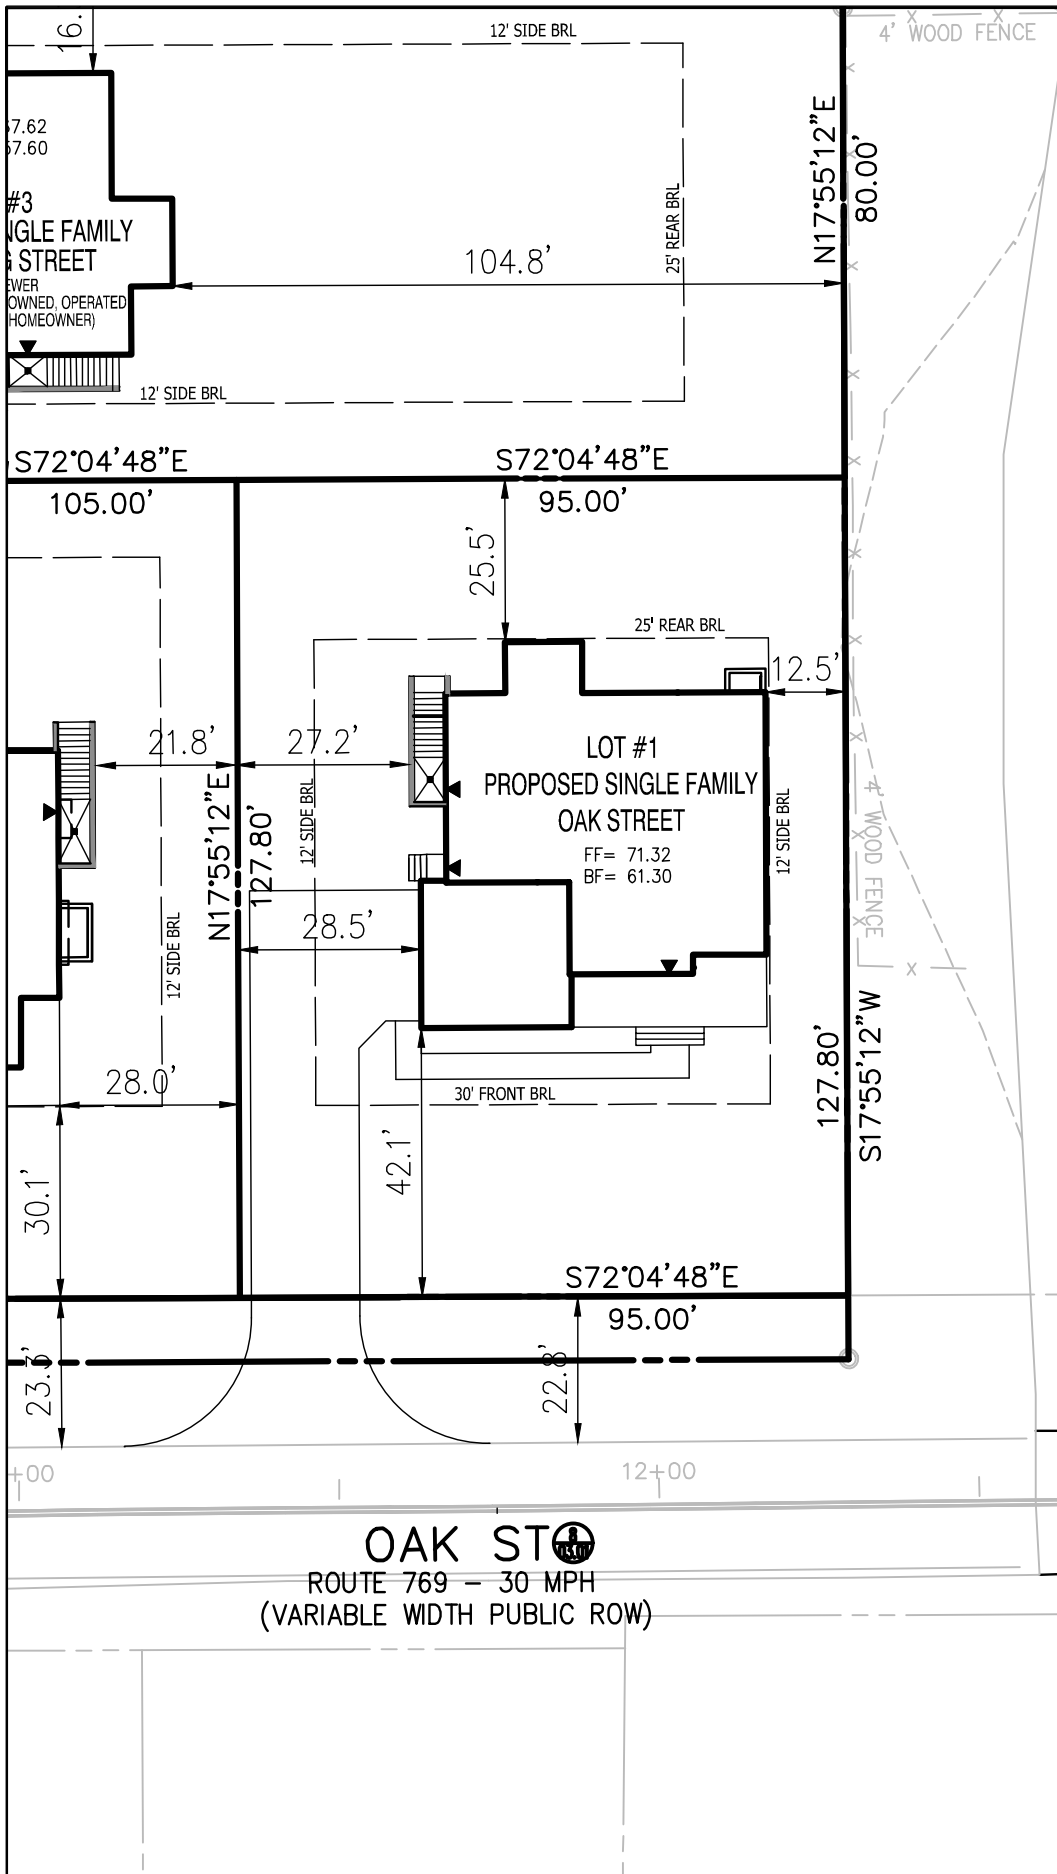 16.
12' SIDE BRL
4' WOOD FENCE
57.62
57.60
#3
NGLE FAMILY
G STREET
EWER
OWNED, OPERATED
HOMEOWNER)
104.8'
25' REAR BRL
N17°55'12"E
80.00'
12' SIDE BRL
S72°04'48"E
105.00'
S72°04'48"E
95.00'
25.5'
25' REAR BRL
12.5'
21.8'
27.2'
LOT #1
PROPOSED SINGLE FAMILY
OAK STREET
FF= 71.32
BF= 61.30
12' SIDE BRL
12' SIDE BRL
4' WOOD FENCE
N17°55'12"E
127.80'
28.5'
12' SIDE BRL
28.0'
30' FRONT BRL
127.80'
S17°55'12"W
42.1'
30.1'
S72°04'48"E
95.00'
23.3'
22.8'
+00
12+00
OAK ST
8
ROUTE 769 - 30 MPH
(VARIABLE WIDTH PUBLIC ROW)